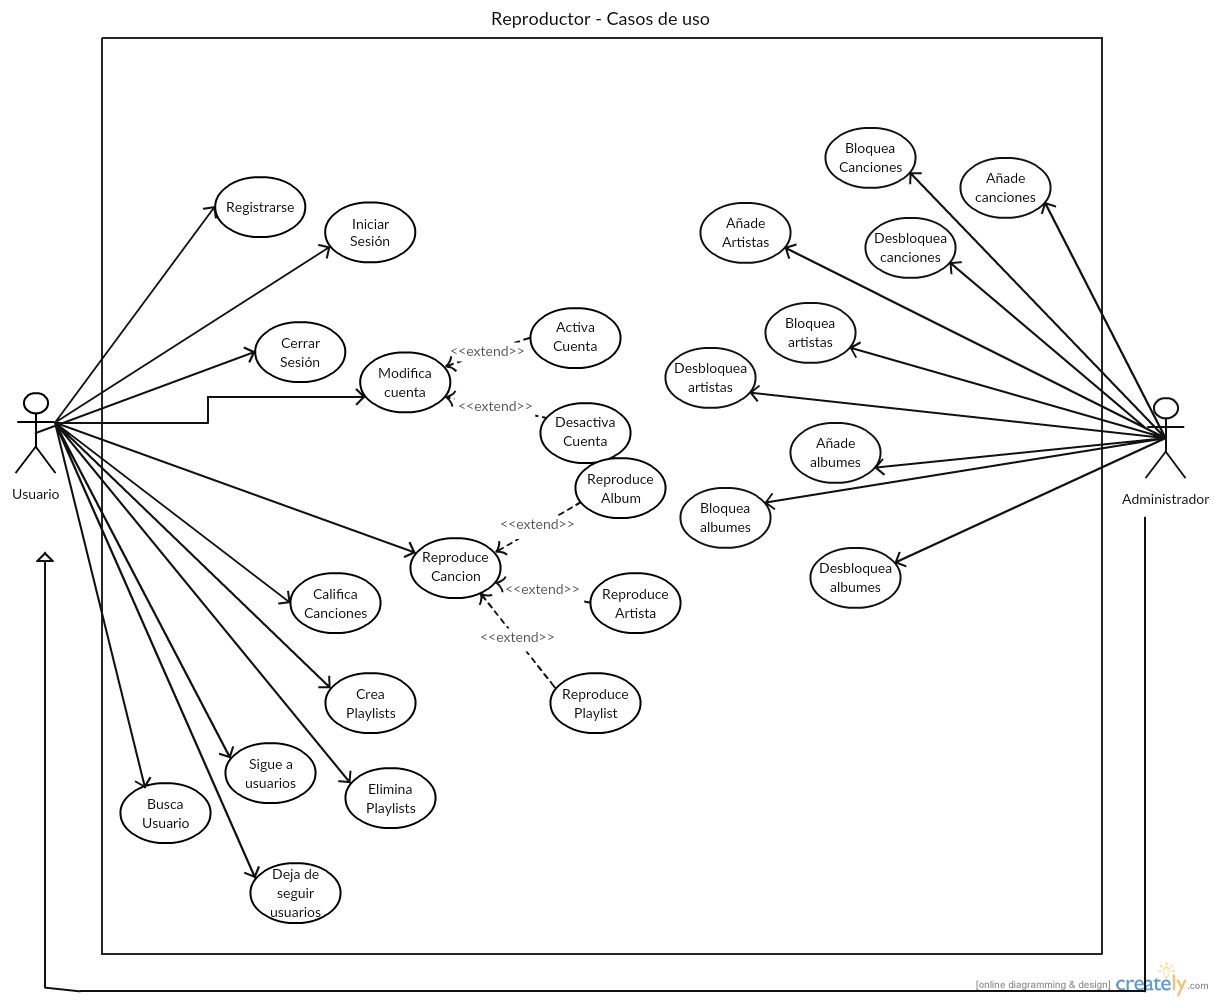 Reproductor - Casos de uso
Bloquea
Canciones
Añade
canciones
Registrarse
Iniciar
Sesión
Añade
Artistas
Desbloquea
canciones
Activa
Cuenta
Bloquea
artistas
Cerrar
Sesión
<<extend>>
Modifica
cuenta
Desbloquea
artistas
<<extend>>
Desactiva
Cuenta
Añade
albumes
Usuario
Administrador
Reproduce
Album
Bloquea
albumes
<<extend>>
Reproduce
Cancion
Desbloquea
albumes
<<extend>>
Reproduce
Artista
Califica
Canciones
<<extend>>
Crea
Playlists
Reproduce
Playlist
Sigue a
usuarios
Elimina
Playlists
Busca
Usuario
Deja de
seguir
usuarios
[online diagramming & design] creately.com